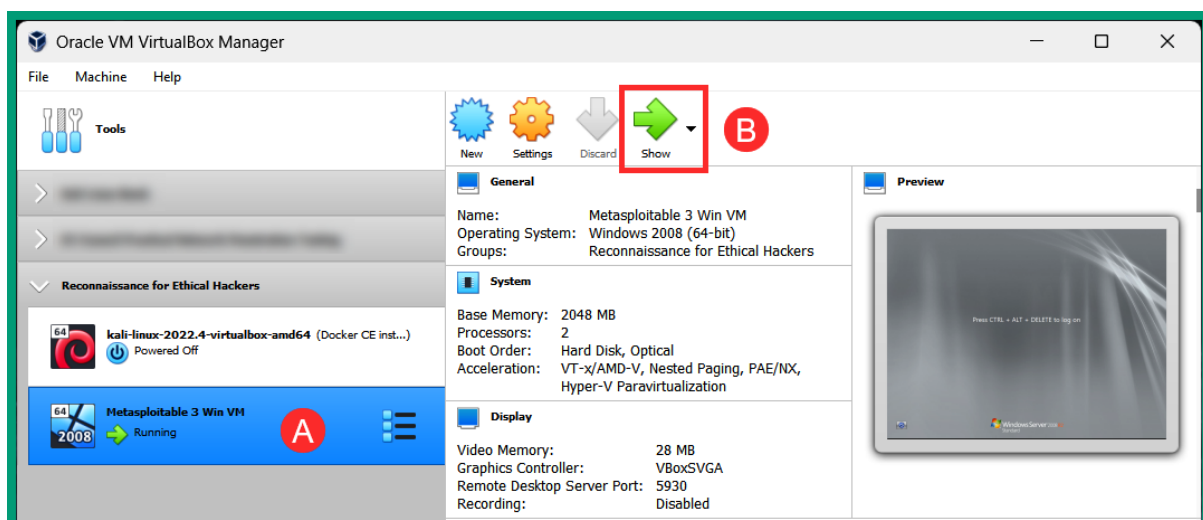 Oracle VM VirtualBox Manager
File Machine Help
Tools
New Settings Discard Show
B
General
Name: Metasploitable 3 Win VM
Operating System: Windows 2008 (64-bit)
Groups: Reconnaissance for Ethical Hackers
System
Base Memory: 2048 MB
Processors: 2
Boot Order: Hard Disk, Optical
Acceleration: VT-x/AMD-V, Nested Paging, PAE/NX,
Hyper-V Paravirtualization
Display
Video Memory: 28 MB
Graphics Controller: VBoxSVGA
Remote Desktop Server Port: 5930
Recording: Disabled
Preview
Press CTRL + ALT + DELETE to log on
Windows Server 2008
Reconnaissance for Ethical Hackers
64
kali-linux-2022.4-virtualbox-amd64 (Docker CE inst...)
Powered Off
64
2008
Metasploitable 3 Win VM
Running
A